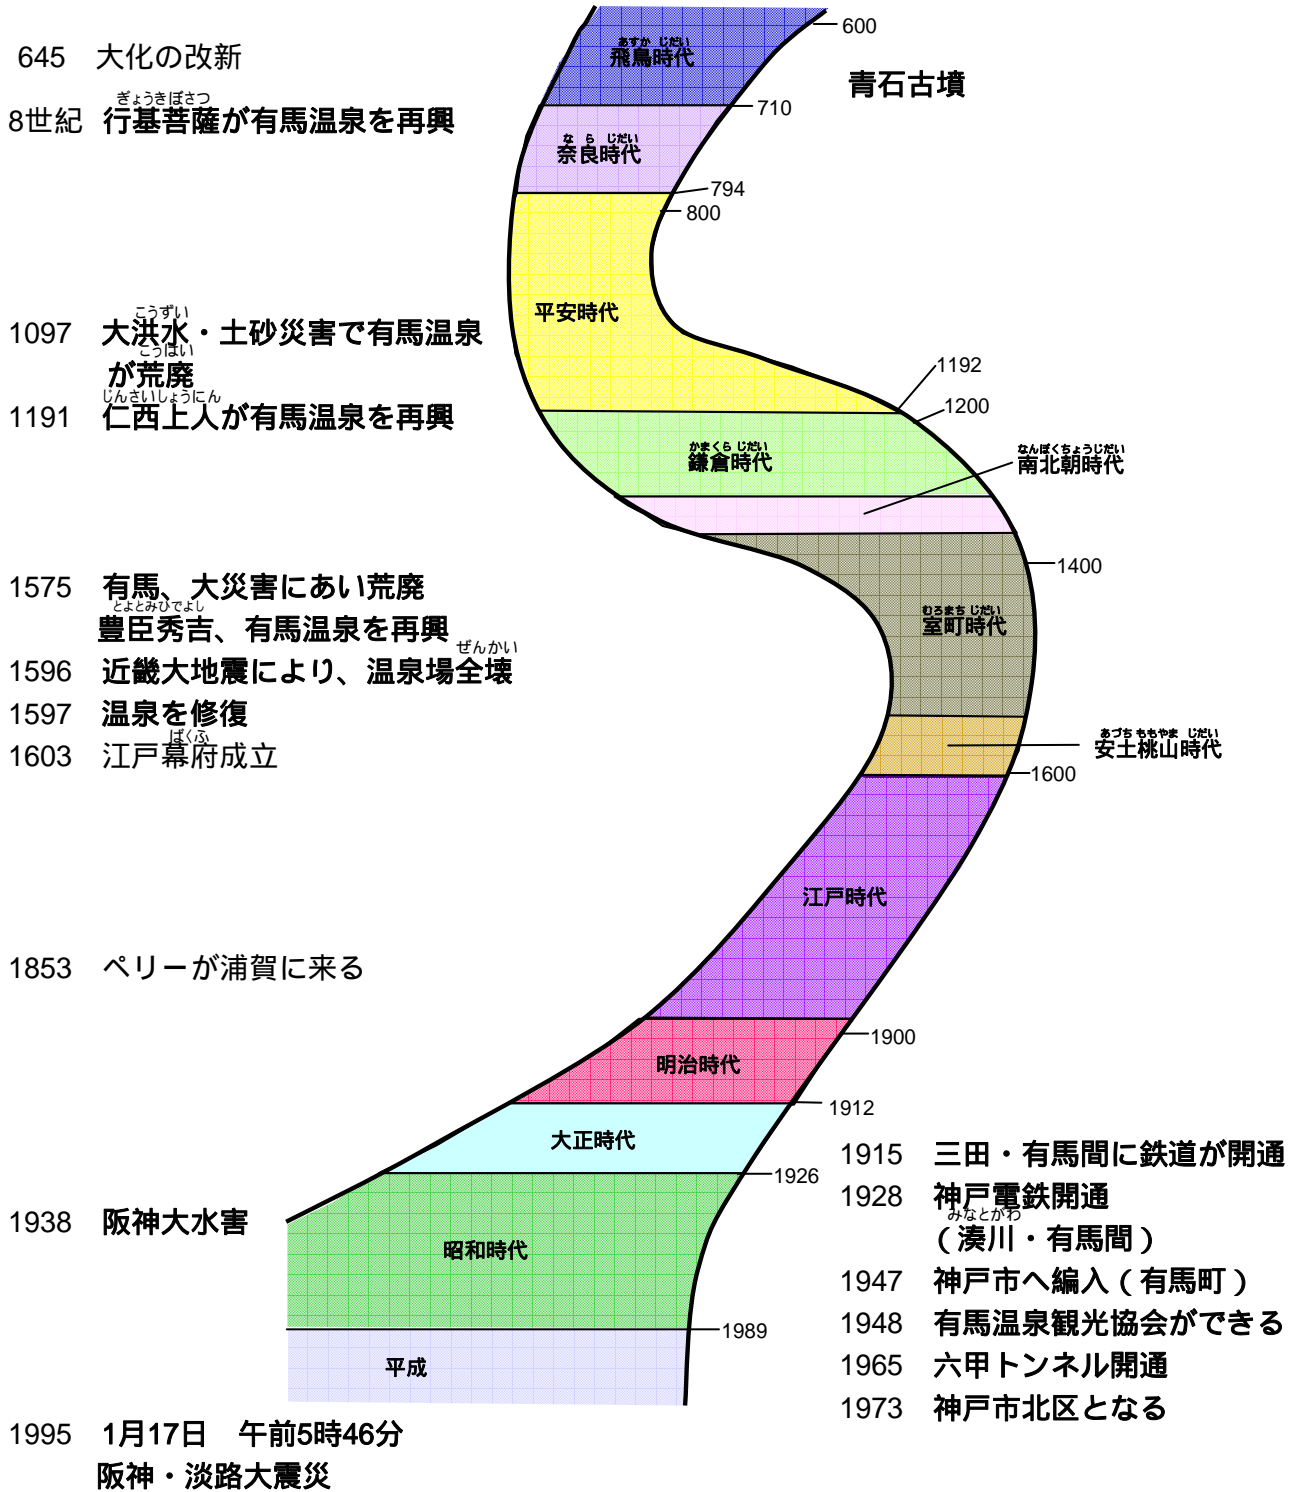 600
あすか じだい
飛鳥時代
645 大化の改新
青石古墳
ぎょうきぼさつ
8世紀 行基菩薩が有馬温泉を再興
710
な ら じだい
奈良時代
794
800
こうずい
平安時代
1097 大洪水・土砂災害で有馬温泉
こうはい
が荒廃
1192
じんさいしょうにん
1191 仁西上人が有馬温泉を再興
1200
かまくら じだい
鎌倉時代
なんぼくちょうじだい
南北朝時代
1400
1575 有馬、大災害にあい荒廃
とよとみひでよし
豊臣秀吉、有馬温泉を再興
むろまち じだい
室町時代
ぜんかい
1596 近畿大地震により、温泉場全壊
1597 温泉を修復
ばくふ
1603 江戸幕府成立
あづち ももやま じだい
安土桃山時代
1600
江戸時代
1853 ペリーが浦賀に来る
1900
明治時代
1912
大正時代
1926
1915 三田・有馬間に鉄道が開通
1928 神戸電鉄開通
みなとがわ
(湊川・有馬間)
1938 阪神大水害
昭和時代
1947 神戸市へ編入(有馬町)
1948 有馬温泉観光協会ができる
1989
平成
1965 六甲トンネル開通
1973 神戸市北区となる
1995 1月17日 午前5時46分
阪神・淡路大震災